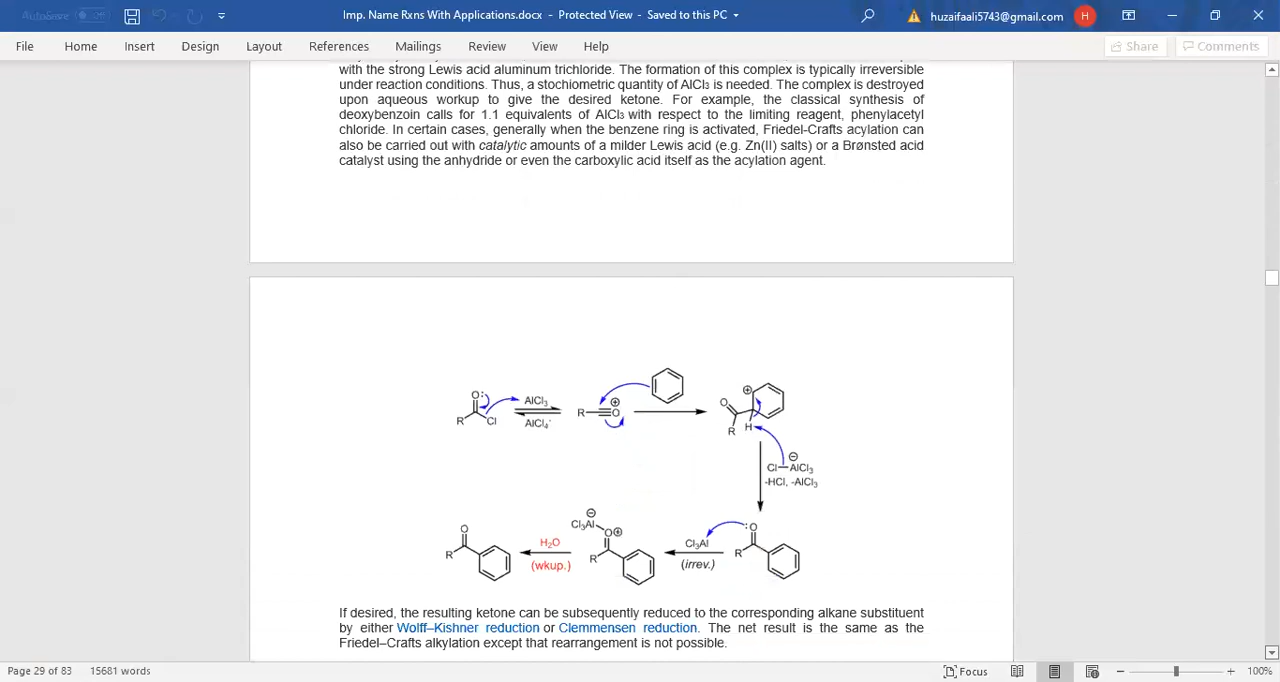 AutoSave Off Imp. Name Rxns With Applications.docx - Protected View - Saved to this PC huzaifaali5743@gmail.com H
File Home Insert Design Layout References Mailings Review View Help Share Comments
with the strong Lewis acid aluminum trichloride. The formation of this complex is typically irreversible
under reaction conditions. Thus, a stochiometric quantity of AlCl₃ is needed. The complex is destroyed
upon aqueous workup to give the desired ketone. For example, the classical synthesis of
deoxybenzoin calls for 1.1 equivalents of AlCl₃ with respect to the limiting reagent, phenylacetyl
chloride. In certain cases, generally when the benzene ring is activated, Friedel-Crafts acylation can
also be carried out with catalytic amounts of a milder Lewis acid (e.g. Zn(II) salts) or a Brønsted acid
catalyst using the anhydride or even the carboxylic acid itself as the acylation agent.
O: R Cl
AlCl₃
AlCl₄⁻
R O ⊕
⊕ O R H
⊖
Cl AlCl₃
-HCl, -AlCl₃
:O R
Cl₃Al
(irrev.)
⊖
Cl₃Al O⊕ R
H₂O
(wkup.)
O R
If desired, the resulting ketone can be subsequently reduced to the corresponding alkane substituent
by either Wolff–Kishner reduction or Clemmensen reduction. The net result is the same as the
Friedel–Crafts alkylation except that rearrangement is not possible.
Page 29 of 83 15681 words Focus 100%